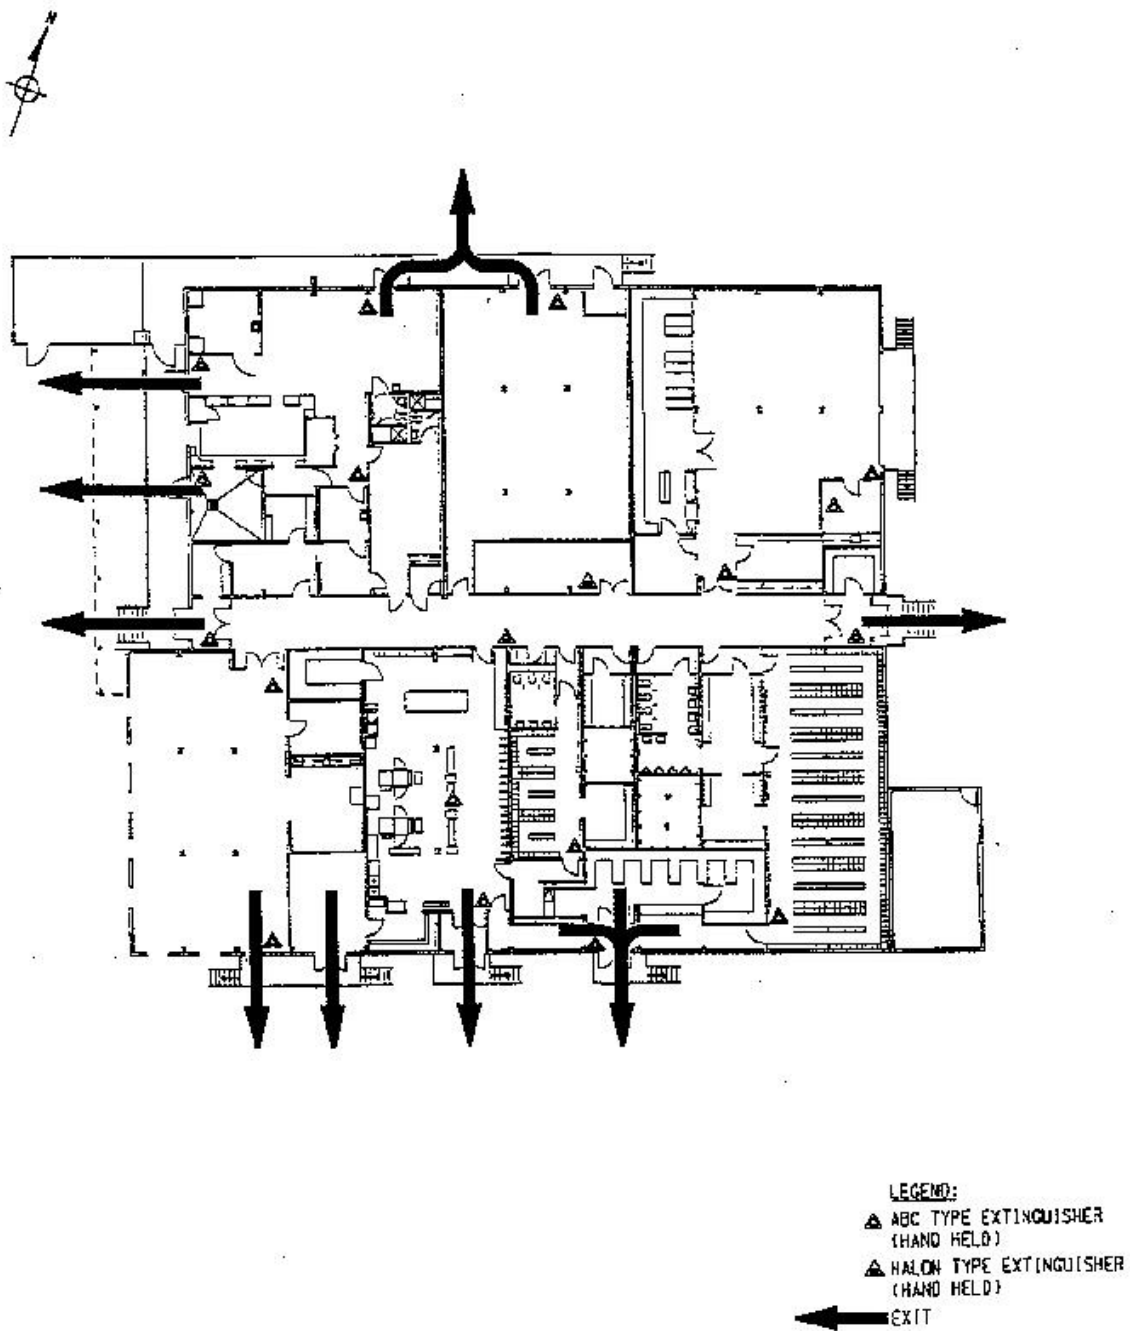 N
LEGEND:
ABC TYPE EXTINGUISHER
(HAND HELD)
HALON TYPE EXTINGUISHER
(HAND HELD)
EXIT